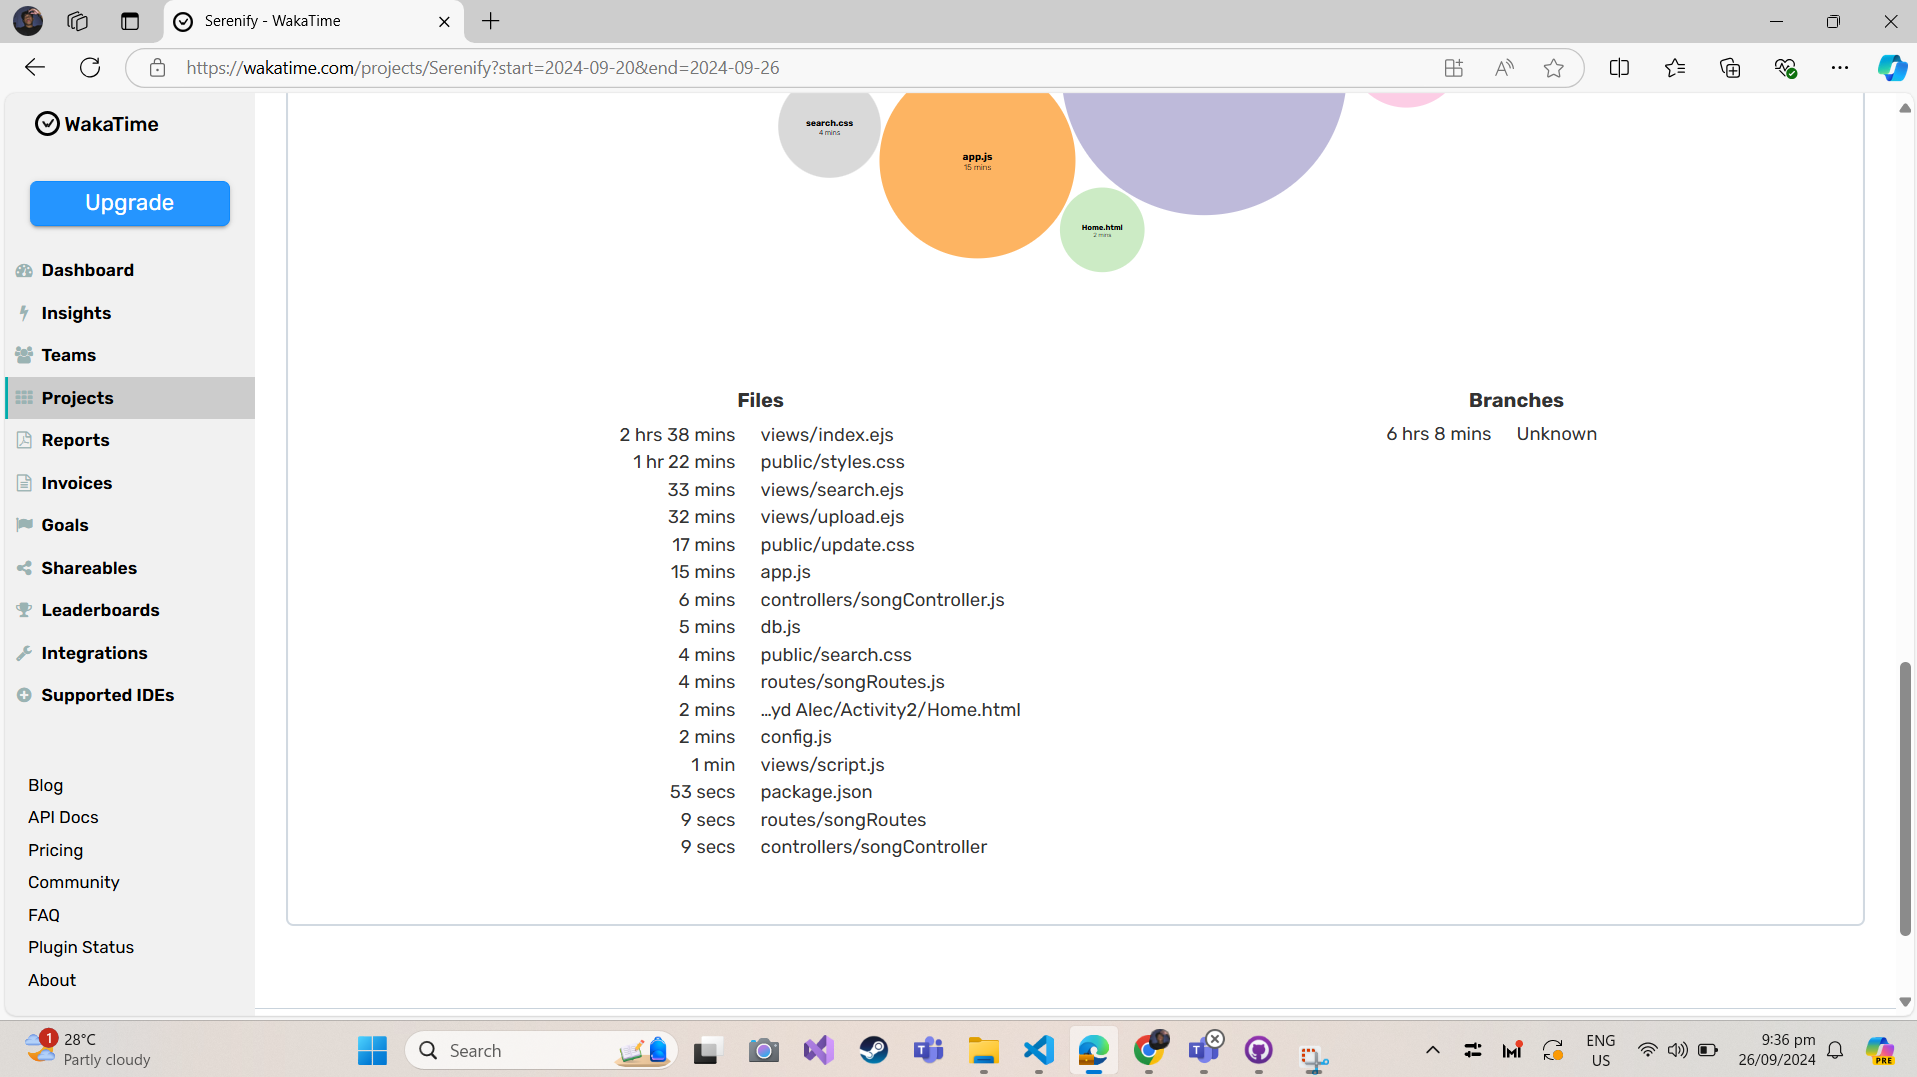 Serenify - WakaTime
https://wakatime.com/projects/Serenify?start=2024-09-20&end=2024-09-26
WakaTime
Upgrade
Dashboard
Insights
Teams
Projects
Reports
Invoices
Goals
Shareables
Leaderboards
Integrations
Supported IDEs
Blog
API Docs
Pricing
Community
FAQ
Plugin Status
About
search.css
4 mins
app.js
15 mins
Home.html
2 mins
Files
2 hrs 38 mins views/index.ejs
1 hr 22 mins public/styles.css
33 mins views/search.ejs
32 mins views/upload.ejs
17 mins public/update.css
15 mins app.js
6 mins controllers/songController.js
5 mins db.js
4 mins public/search.css
4 mins routes/songRoutes.js
2 mins …yd Alec/Activity2/Home.html
2 mins config.js
1 min views/script.js
53 secs package.json
9 secs routes/songRoutes
9 secs controllers/songController
Branches
6 hrs 8 mins Unknown
1
28°C
Partly cloudy
Search
ENG
US
9:36 pm
26/09/2024
PRE